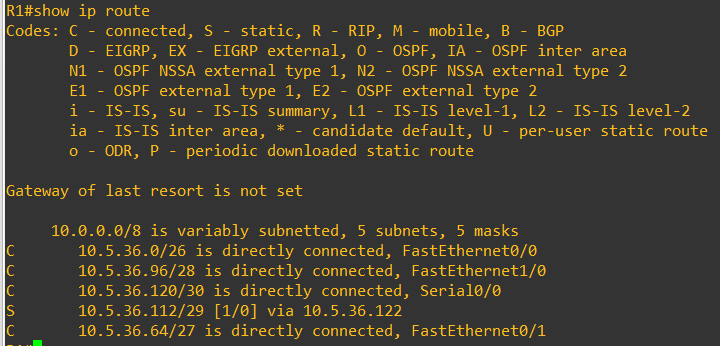 R1#show ip route
Codes: C - connected, S - static, R - RIP, M - mobile, B - BGP
D - EIGRP, EX - EIGRP external, O - OSPF, IA - OSPF inter area
N1 - OSPF NSSA external type 1, N2 - OSPF NSSA external type 2
E1 - OSPF external type 1, E2 - OSPF external type 2
i - IS-IS, su - IS-IS summary, L1 - IS-IS level-1, L2 - IS-IS level-2
ia - IS-IS inter area, * - candidate default, U - per-user static route
o - ODR, P - periodic downloaded static route
Gateway of last resort is not set
10.0.0.0/8 is variably subnetted, 5 subnets, 5 masks
C 10.5.36.0/26 is directly connected, FastEthernet0/0
C 10.5.36.96/28 is directly connected, FastEthernet1/0
C 10.5.36.120/30 is directly connected, Serial0/0
S 10.5.36.112/29 [1/0] via 10.5.36.122
C 10.5.36.64/27 is directly connected, FastEthernet0/1